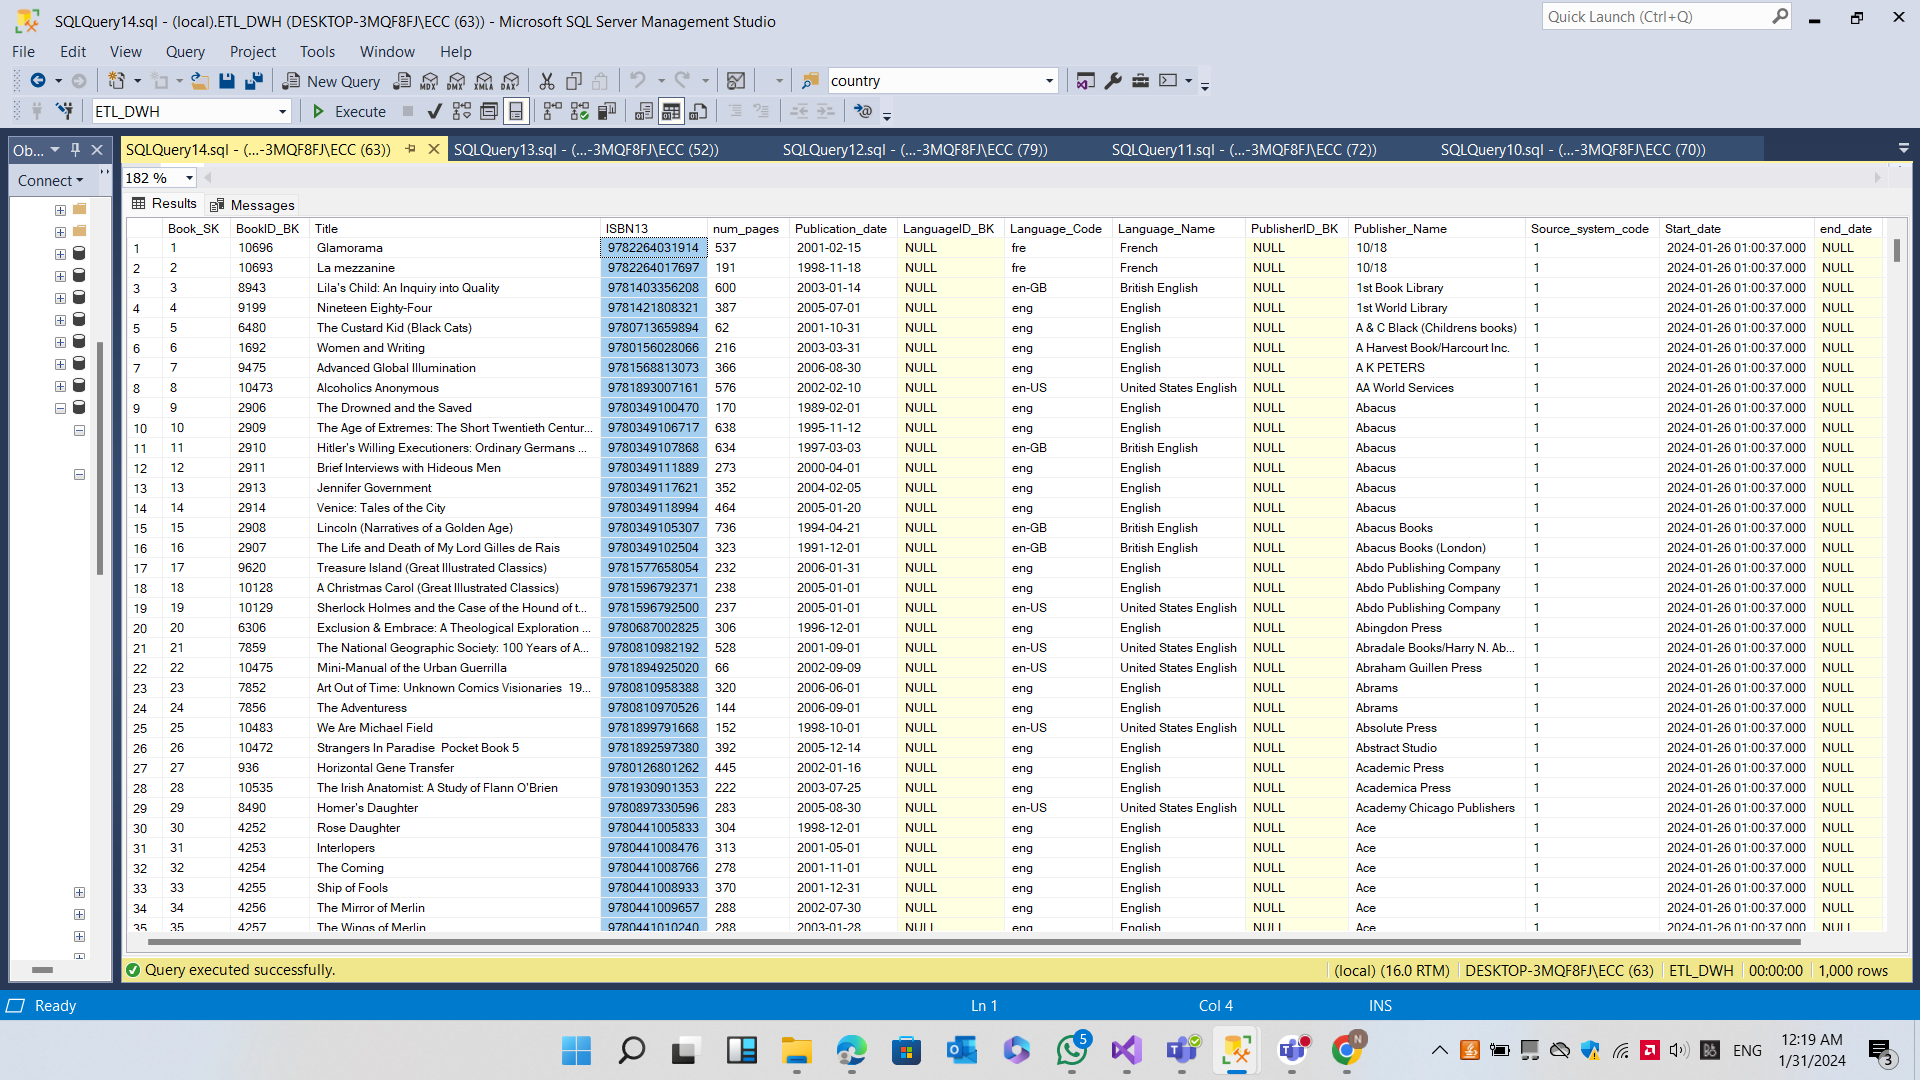 SQLQuery14.sql - (local).ETL_DWH (DESKTOP-3MQF8FJ\ECC (63)) - Microsoft SQL Server Management Studio
Quick Launch (Ctrl+Q)
File Edit View Query Project Tools Window Help
New Query MDX DMX XMLA DAX country
ETL_DWH Execute
Ob... SQLQuery14.sql - (...-3MQF8FJ\ECC (63)) SQLQuery13.sql - (...-3MQF8FJ\ECC (52)) SQLQuery12.sql - (...-3MQF8FJ\ECC (79)) SQLQuery11.sql - (...-3MQF8FJ\ECC (72)) SQLQuery10.sql - (...-3MQF8FJ\ECC (70))
Connect 182 %
Results Messages
Book_SK BookID_BK Title ISBN13 num_pages Publication_date LanguageID_BK Language_Code Language_Name PublisherID_BK Publisher_Name Source_system_code Start_date end_date
1 1 10696 Glamorama 9782264031914 537 2001-02-15 NULL fre French NULL 10/18 1 2024-01-26 01:00:37.000 NULL
2 2 10693 La mezzanine 9782264017697 191 1998-11-18 NULL fre French NULL 10/18 1 2024-01-26 01:00:37.000 NULL
3 3 8943 Lila's Child: An Inquiry into Quality 9781403356208 600 2003-01-14 NULL en-GB British English NULL 1st Book Library 1 2024-01-26 01:00:37.000 NULL
4 4 9199 Nineteen Eighty-Four 9781421808321 387 2005-07-01 NULL eng English NULL 1st World Library 1 2024-01-26 01:00:37.000 NULL
5 5 6480 The Custard Kid (Black Cats) 9780713659894 62 2001-10-31 NULL eng English NULL A & C Black (Childrens books) 1 2024-01-26 01:00:37.000 NULL
6 6 1692 Women and Writing 9780156028066 216 2003-03-31 NULL eng English NULL A Harvest Book/Harcourt Inc. 1 2024-01-26 01:00:37.000 NULL
7 7 9475 Advanced Global Illumination 9781568813073 366 2006-08-30 NULL eng English NULL A K PETERS 1 2024-01-26 01:00:37.000 NULL
8 8 10473 Alcoholics Anonymous 9781893007161 576 2002-02-10 NULL en-US United States English NULL AA World Services 1 2024-01-26 01:00:37.000 NULL
9 9 2906 The Drowned and the Saved 9780349100470 170 1989-02-01 NULL eng English NULL Abacus 1 2024-01-26 01:00:37.000 NULL
10 10 2909 The Age of Extremes: The Short Twentieth Centur... 9780349106717 638 1995-11-12 NULL eng English NULL Abacus 1 2024-01-26 01:00:37.000 NULL
11 11 2910 Hitler's Willing Executioners: Ordinary Germans ... 9780349107868 634 1997-03-03 NULL en-GB British English NULL Abacus 1 2024-01-26 01:00:37.000 NULL
12 12 2911 Brief Interviews with Hideous Men 9780349111889 273 2000-04-01 NULL eng English NULL Abacus 1 2024-01-26 01:00:37.000 NULL
13 13 2913 Jennifer Government 9780349117621 352 2004-02-05 NULL eng English NULL Abacus 1 2024-01-26 01:00:37.000 NULL
14 14 2914 Venice: Tales of the City 9780349118994 464 2005-01-20 NULL eng English NULL Abacus 1 2024-01-26 01:00:37.000 NULL
15 15 2908 Lincoln (Narratives of a Golden Age) 9780349105307 736 1994-04-21 NULL en-GB British English NULL Abacus Books 1 2024-01-26 01:00:37.000 NULL
16 16 2907 The Life and Death of My Lord Gilles de Rais 9780349102504 323 1991-12-01 NULL en-GB British English NULL Abacus Books (London) 1 2024-01-26 01:00:37.000 NULL
17 17 9620 Treasure Island (Great Illustrated Classics) 9781577658054 232 2006-01-31 NULL eng English NULL Abdo Publishing Company 1 2024-01-26 01:00:37.000 NULL
18 18 10128 A Christmas Carol (Great Illustrated Classics) 9781596792371 238 2005-01-01 NULL eng English NULL Abdo Publishing Company 1 2024-01-26 01:00:37.000 NULL
19 19 10129 Sherlock Holmes and the Case of the Hound of t... 9781596792500 237 2005-01-01 NULL en-US United States English NULL Abdo Publishing Company 1 2024-01-26 01:00:37.000 NULL
20 20 6306 Exclusion & Embrace: A Theological Exploration ... 9780687002825 306 1996-12-01 NULL eng English NULL Abingdon Press 1 2024-01-26 01:00:37.000 NULL
21 21 7859 The National Geographic Society: 100 Years of A... 9780810982192 528 2001-09-01 NULL en-US United States English NULL Abradale Books/Harry N. Ab... 1 2024-01-26 01:00:37.000 NULL
22 22 10475 Mini-Manual of the Urban Guerrilla 9781894925020 66 2002-09-09 NULL en-US United States English NULL Abraham Guillen Press 1 2024-01-26 01:00:37.000 NULL
23 23 7852 Art Out of Time: Unknown Comics Visionaries 19... 9780810958388 320 2006-06-01 NULL eng English NULL Abrams 1 2024-01-26 01:00:37.000 NULL
24 24 7856 The Adventuress 9780810970526 144 2006-09-01 NULL eng English NULL Abrams 1 2024-01-26 01:00:37.000 NULL
25 25 10483 We Are Michael Field 9781899791668 152 1998-10-01 NULL en-US United States English NULL Absolute Press 1 2024-01-26 01:00:37.000 NULL
26 26 10472 Strangers In Paradise Pocket Book 5 9781892597380 392 2005-12-14 NULL eng English NULL Abstract Studio 1 2024-01-26 01:00:37.000 NULL
27 27 936 Horizontal Gene Transfer 9780126801262 445 2002-01-16 NULL eng English NULL Academic Press 1 2024-01-26 01:00:37.000 NULL
28 28 10535 The Irish Anatomist: A Study of Flann O'Brien 9781930901353 222 2003-07-25 NULL eng English NULL Academica Press 1 2024-01-26 01:00:37.000 NULL
29 29 8490 Homer's Daughter 9780897330596 283 2005-08-30 NULL en-US United States English NULL Academy Chicago Publishers 1 2024-01-26 01:00:37.000 NULL
30 30 4252 Rose Daughter 9780441005833 304 1998-12-01 NULL eng English NULL Ace 1 2024-01-26 01:00:37.000 NULL
31 31 4253 Interlopers 9780441008476 313 2001-05-01 NULL eng English NULL Ace 1 2024-01-26 01:00:37.000 NULL
32 32 4254 The Coming 9780441008766 278 2001-11-01 NULL eng English NULL Ace 1 2024-01-26 01:00:37.000 NULL
33 33 4255 Ship of Fools 9780441008933 370 2001-12-31 NULL eng English NULL Ace 1 2024-01-26 01:00:37.000 NULL
34 34 4256 The Mirror of Merlin 9780441009657 288 2002-07-30 NULL eng English NULL Ace 1 2024-01-26 01:00:37.000 NULL
35 35 4257 The Wings of Merlin 9780441010240 288 2003-01-28 NULL eng English NULL Ace 1 2024-01-26 01:00:37.000 NULL
Query executed successfully. (local) (16.0 RTM) DESKTOP-3MQF8FJ\ECC (63) ETL_DWH 00:00:00 1,000 rows
Ready Ln 1 Col 4 INS
5 N ENG 12:19 AM
1/31/2024 3